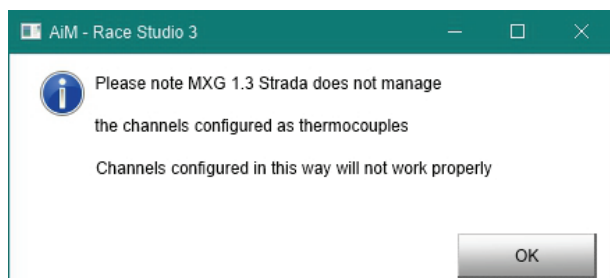 AiM - Race Studio 3
Please note MXG 1.3 Strada does not manage
the channels configured as thermocouples
Channels configured in this way will not work properly
OK